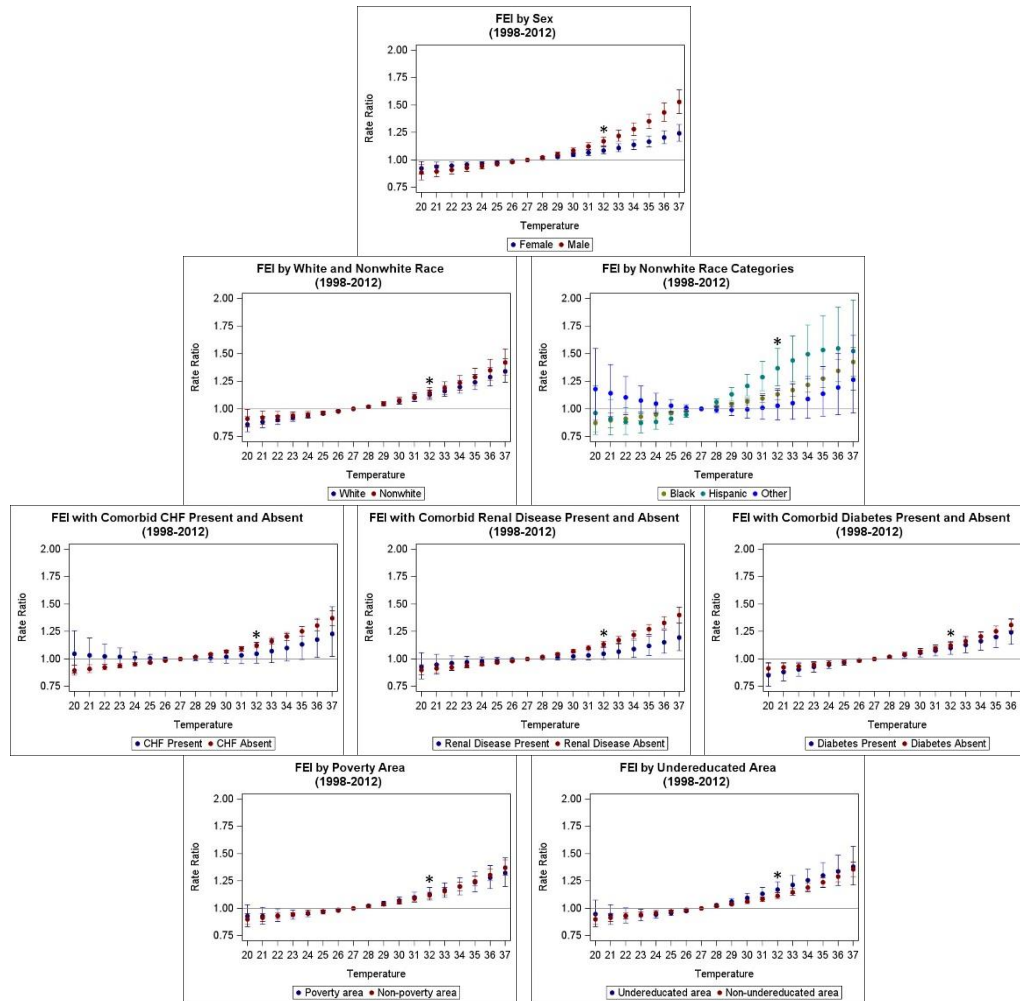 FEI by Sex
(1998-2012)
2.00
1.75
1.50
1.25
1.00
0.75
Rate Ratio
*
20 21 22 23 24 25 26 27 28 29 30 31 32 33 34 35 36 37
Temperature
Female Male
FEI by White and Nonwhite Race
(1998-2012)
2.00
1.75
1.50
1.25
1.00
0.75
Rate Ratio
*
20 21 22 23 24 25 26 27 28 29 30 31 32 33 34 35 36 37
Temperature
White Nonwhite
FEI by Nonwhite Race Categories
(1998-2012)
2.00
1.75
1.50
1.25
1.00
0.75
Rate Ratio
*
20 21 22 23 24 25 26 27 28 29 30 31 32 33 34 35 36 37
Temperature
Black Hispanic Other
FEI with Comorbid CHF Present and Absent
(1998-2012)
2.00
1.75
1.50
1.25
1.00
0.75
Rate Ratio
*
20 21 22 23 24 25 26 27 28 29 30 31 32 33 34 35 36 37
Temperature
CHF Present CHF Absent
FEI with Comorbid Renal Disease Present and Absent
(1998-2012)
2.00
1.75
1.50
1.25
1.00
0.75
Rate Ratio
*
20 21 22 23 24 25 26 27 28 29 30 31 32 33 34 35 36 37
Temperature
Renal Disease Present Renal Disease Absent
FEI with Comorbid Diabetes Present and Absent
(1998-2012)
2.00
1.75
1.50
1.25
1.00
0.75
Rate Ratio
*
20 21 22 23 24 25 26 27 28 29 30 31 32 33 34 35 36
Temperature
Diabetes Present Diabetes Absent
FEI by Poverty Area
(1998-2012)
2.00
1.75
1.50
1.25
1.00
0.75
Rate Ratio
*
20 21 22 23 24 25 26 27 28 29 30 31 32 33 34 35 36 37
Temperature
Poverty area Non-poverty area
FEI by Undereducated Area
(1998-2012)
2.00
1.75
1.50
1.25
1.00
0.75
Rate Ratio
*
20 21 22 23 24 25 26 27 28 29 30 31 32 33 34 35 36 37
Temperature
Undereducated area Non-undereducated area